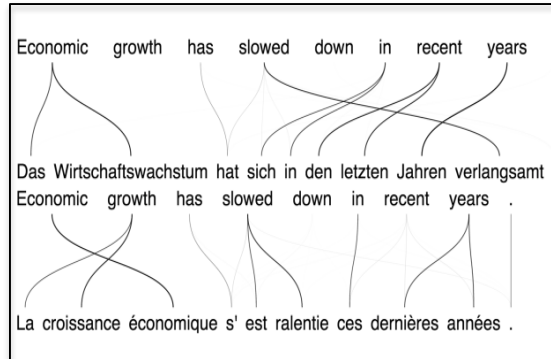 Economic growth has slowed down in recent years
Das Wirtschaftswachstum hat sich in den letzten Jahren verlangsamt
Economic growth has slowed down in recent years .
La croissance économique s' est ralentie ces dernières années .